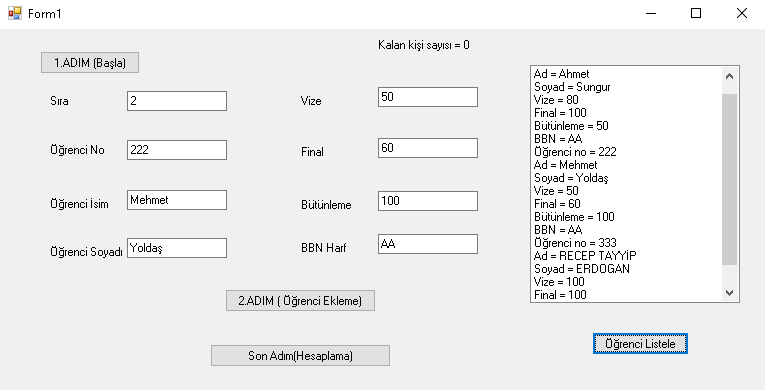 Form1
Kalan kişi sayısı = 0
1.ADIM (Başla)
Sıra
2
Vize
50
Öğrenci No
222
Final
60
Öğrenci İsim
Mehmet
Bütünleme
100
Öğrenci Soyadı
Yoldaş
BBN Harf
AA
2.ADIM ( Öğrenci Ekleme)
Son Adım(Hesaplama)
Ad = Ahmet
Soyad = Sungur
Vize = 80
Final = 100
Bütünleme = 50
BBN = AA
Öğrenci no = 222
Ad = Mehmet
Soyad = Yoldaş
Vize = 50
Final = 60
Bütünleme = 100
BBN = AA
Öğrenci no = 333
Ad = RECEP TAYYİP
Soyad = ERDOGAN
Vize = 100
Final = 100
Öğrenci Listele